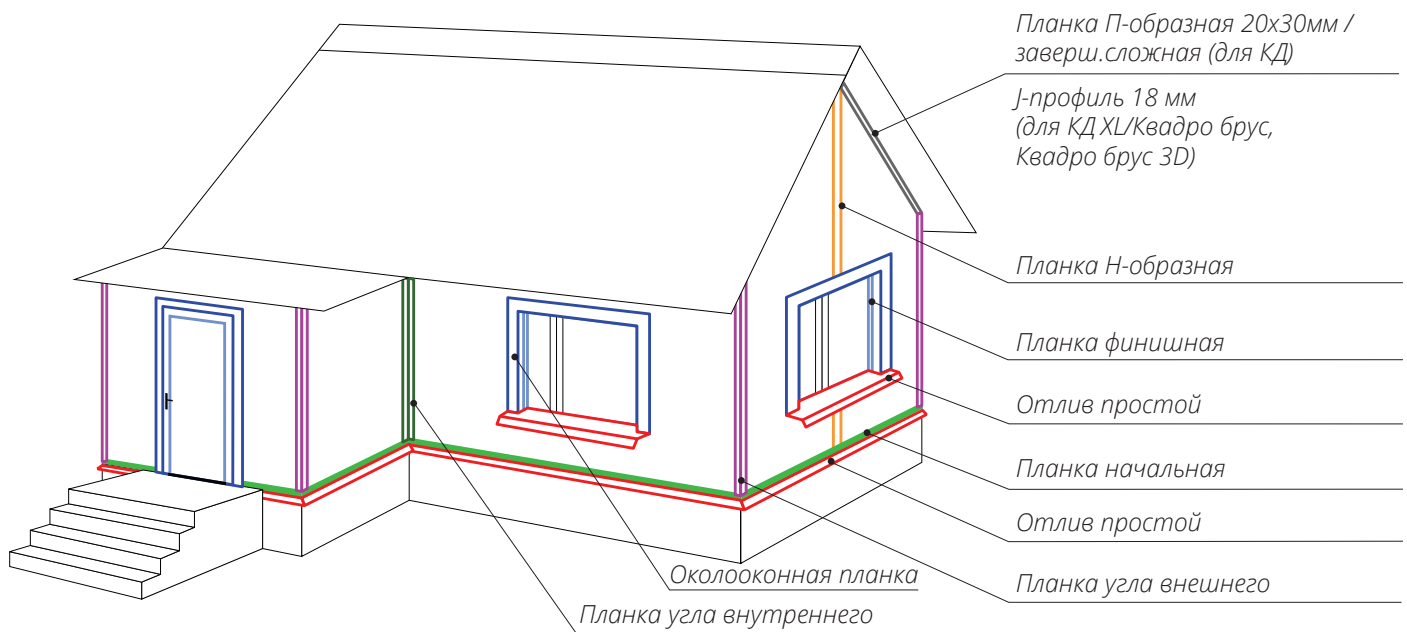 Планка П-образная 20х30мм /
заверш.сложная (для КД)
J-профиль 18 мм
(для КД XL/Квадро брус,
Квадро брус 3D)
Планка Н-образная
Планка финишная
Отлив простой
Планка начальная
Отлив простой
Планка угла внешнего
Околооконная планка
Планка угла внутреннего